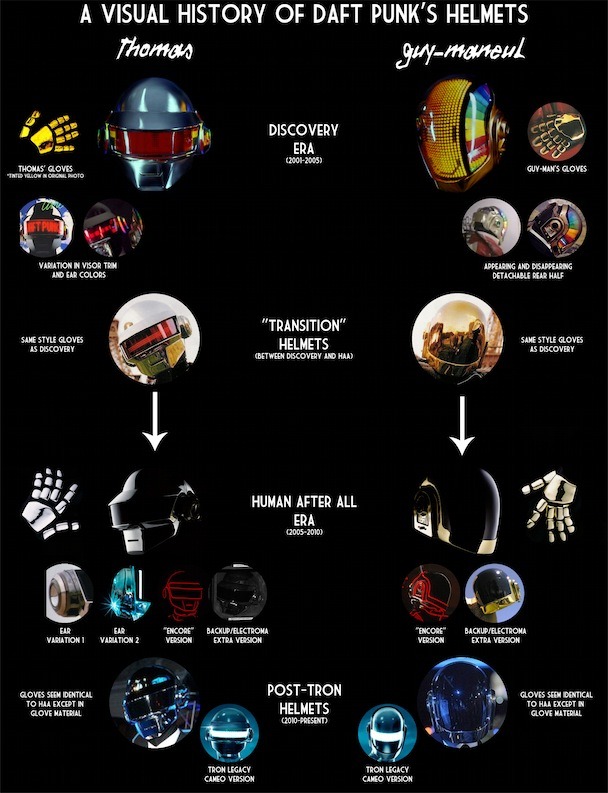 A VISUAL HISTORY OF DAFT PUNK'S HELMETS
Thomas
guy-maneul
DISCOVERY
ERA
(2001-2005)
THOMAS' GLOVES
*TINTED YELLOW IN ORIGINAL PHOTO
GUY-MAN'S GLOVES
DAFT PUNK
VARIATION IN VISOR TRIM
AND EAR COLORS
APPEARING AND DISAPPEARING
DETACHABLE REAR HALF
"TRANSITION"
HELMETS
(BETWEEN DISCOVERY AND HAA)
SAME STYLE GLOVES
AS DISCOVERY
SAME STYLE GLOVES
AS DISCOVERY
HUMAN AFTER ALL
ERA
(2005-2010)
EAR
VARIATION 1
EAR
VARIATION 2
"ENCORE"
VERSION
BACKUP/ELECTROMA
EXTRA VERSION
"ENCORE"
VERSION
BACKUP/ELECTROMA
EXTRA VERSION
POST-TRON
HELMETS
(2010-PRESENT)
GLOVES SEEM IDENTICAL
TO HAA EXCEPT IN
GLOVE MATERIAL
GLOVES SEEM IDENTICAL
TO HAA EXCEPT IN
GLOVE MATERIAL
TRON LEGACY
CAMEO VERSION
TRON LEGACY
CAMEO VERSION